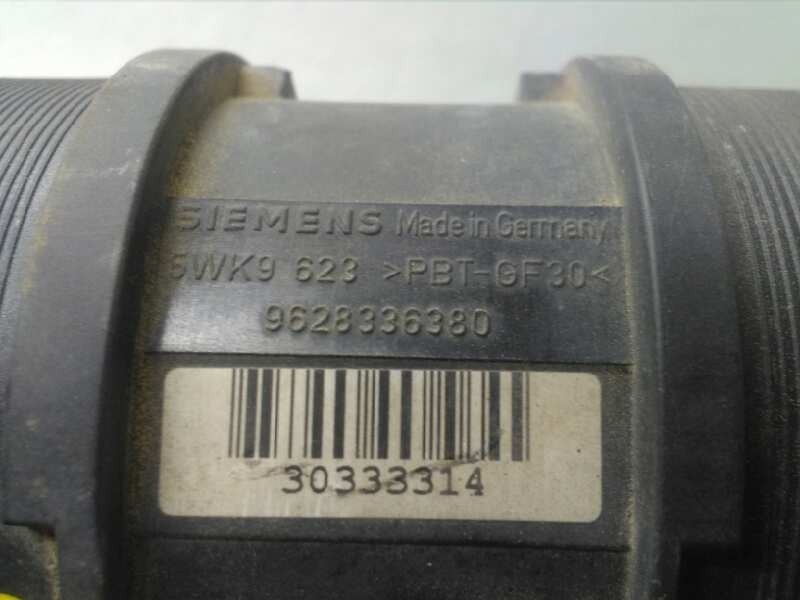 SIEMENS Made in Germany
5WK9 623 >PBT-GF30<
9628336380
30333314